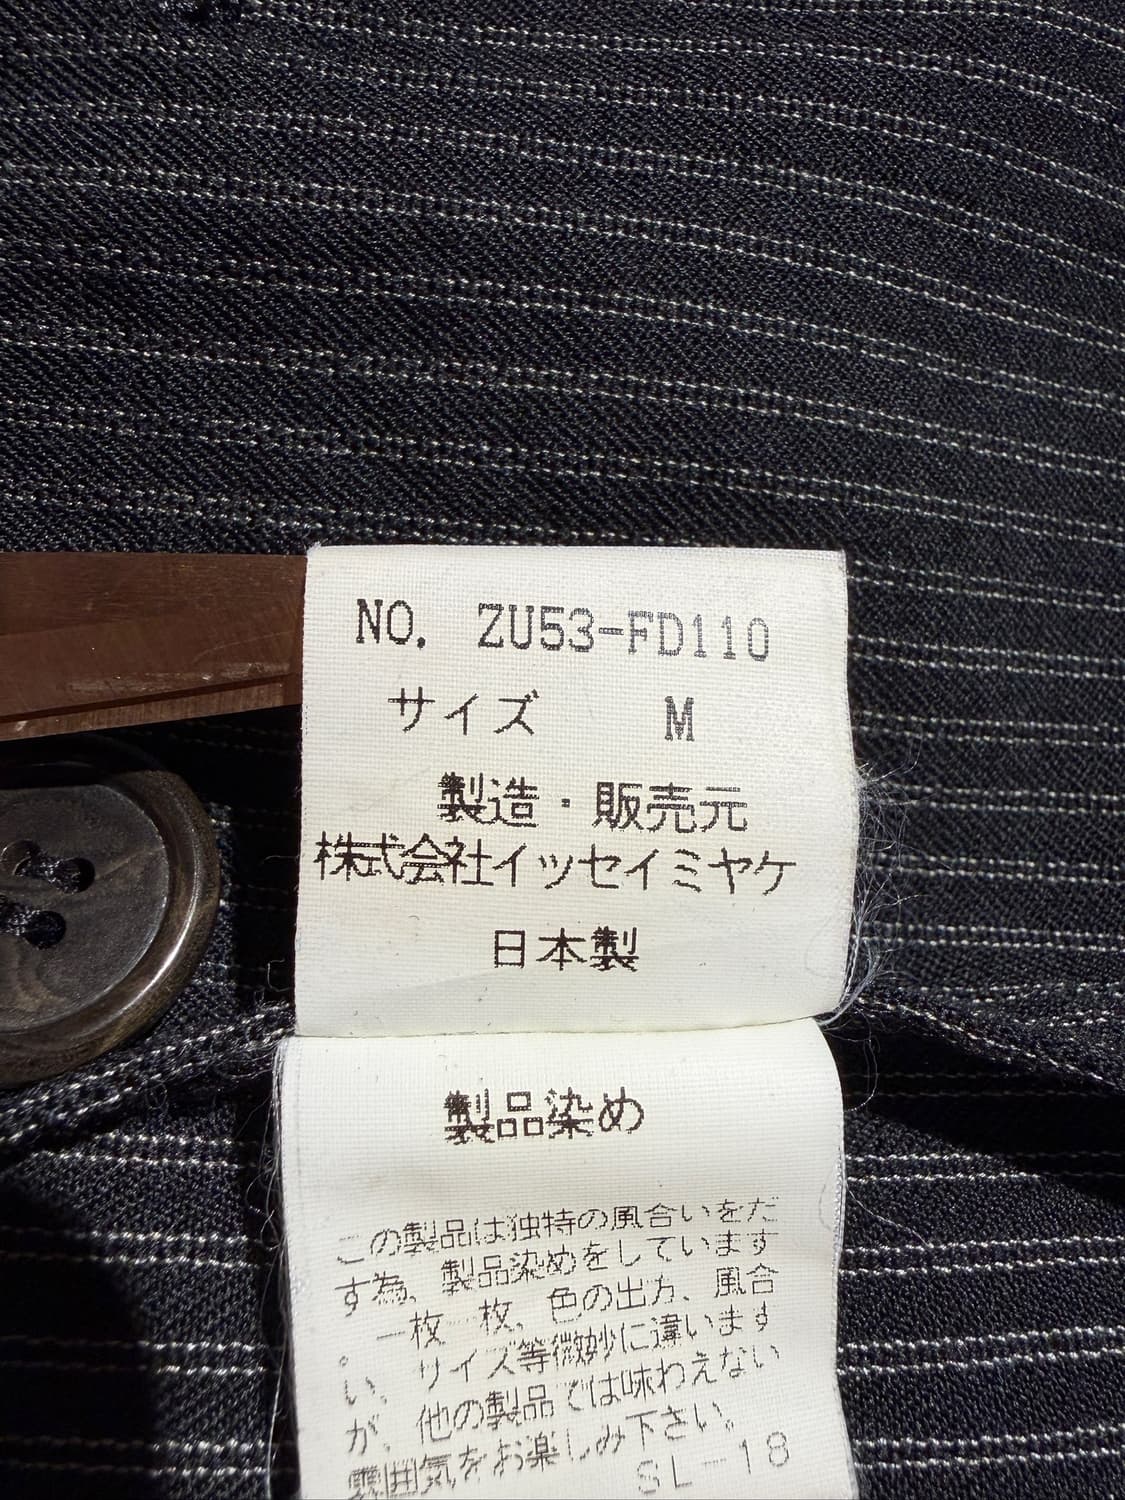 NO. ZU53-FD110
サイズ M
製造・販売元
株式会社イッセイミヤケ
日本製
製品染め
この製品は独特の風合いをだ
す為、製品染めをしています
。一枚一枚、色の出方、風合
い、サイズ等微妙に違います
が、他の製品では味わえない
雰囲気をお楽しみ下さい。
SL-18